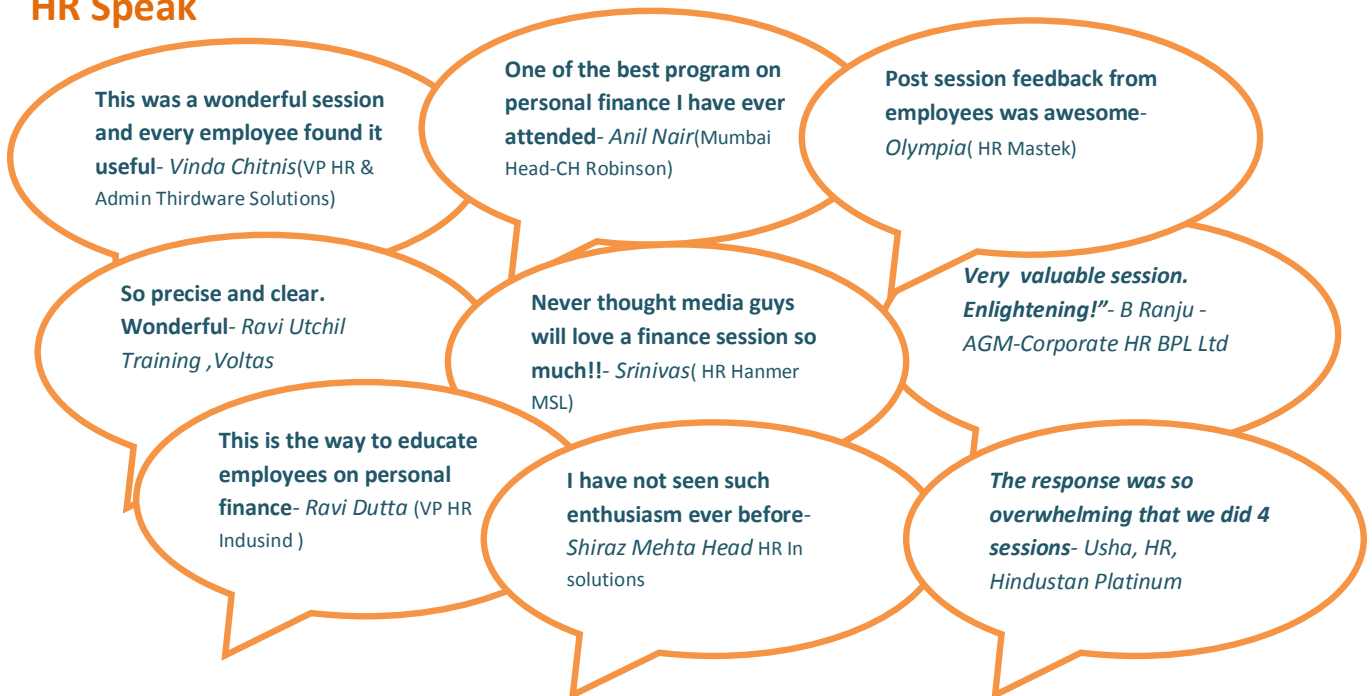 HR Speak
This was a wonderful session
and every employee found it
useful- Vinda Chitnis(VP HR &
Admin Thirdware Solutions)
One of the best program on
personal finance I have ever
attended- Anil Nair(Mumbai
Head-CH Robinson)
Post session feedback from
employees was awesome-
Olympia( HR Mastek)
So precise and clear.
Wonderful- Ravi Utchil
Training ,Voltas
Never thought media guys
will love a finance session so
much!!- Srinivas( HR Hanmer
MSL)
Very  valuable session.
Enlightening!”- B Ranju -
AGM-Corporate HR BPL Ltd
This is the way to educate
employees on personal
finance- Ravi Dutta (VP HR
Indusind )
I have not seen such
enthusiasm ever before-
Shiraz Mehta Head HR In
solutions
The response was so
overwhelming that we did 4
sessions- Usha, HR,
Hindustan Platinum